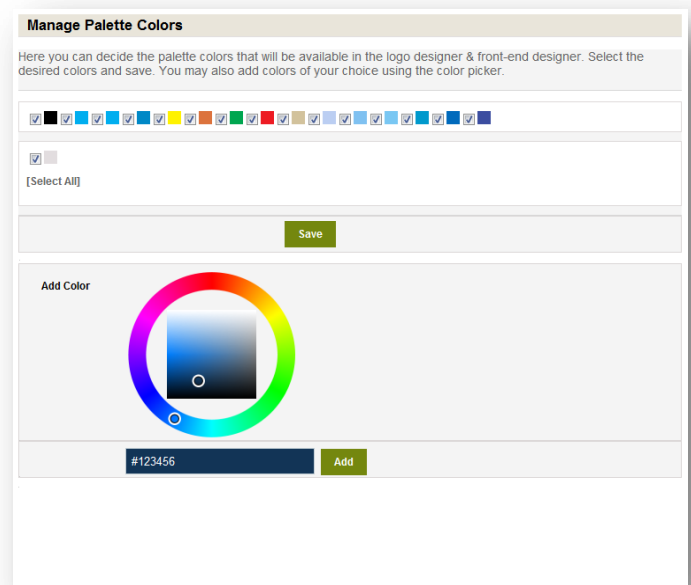 Manage Palette Colors
Here you can decide the palette colors that will be available in the logo designer & front-end designer. Select the
desired colors and save. You may also add colors of your choice using the color picker.
[Select All]
Save
Add Color
#123456
Add